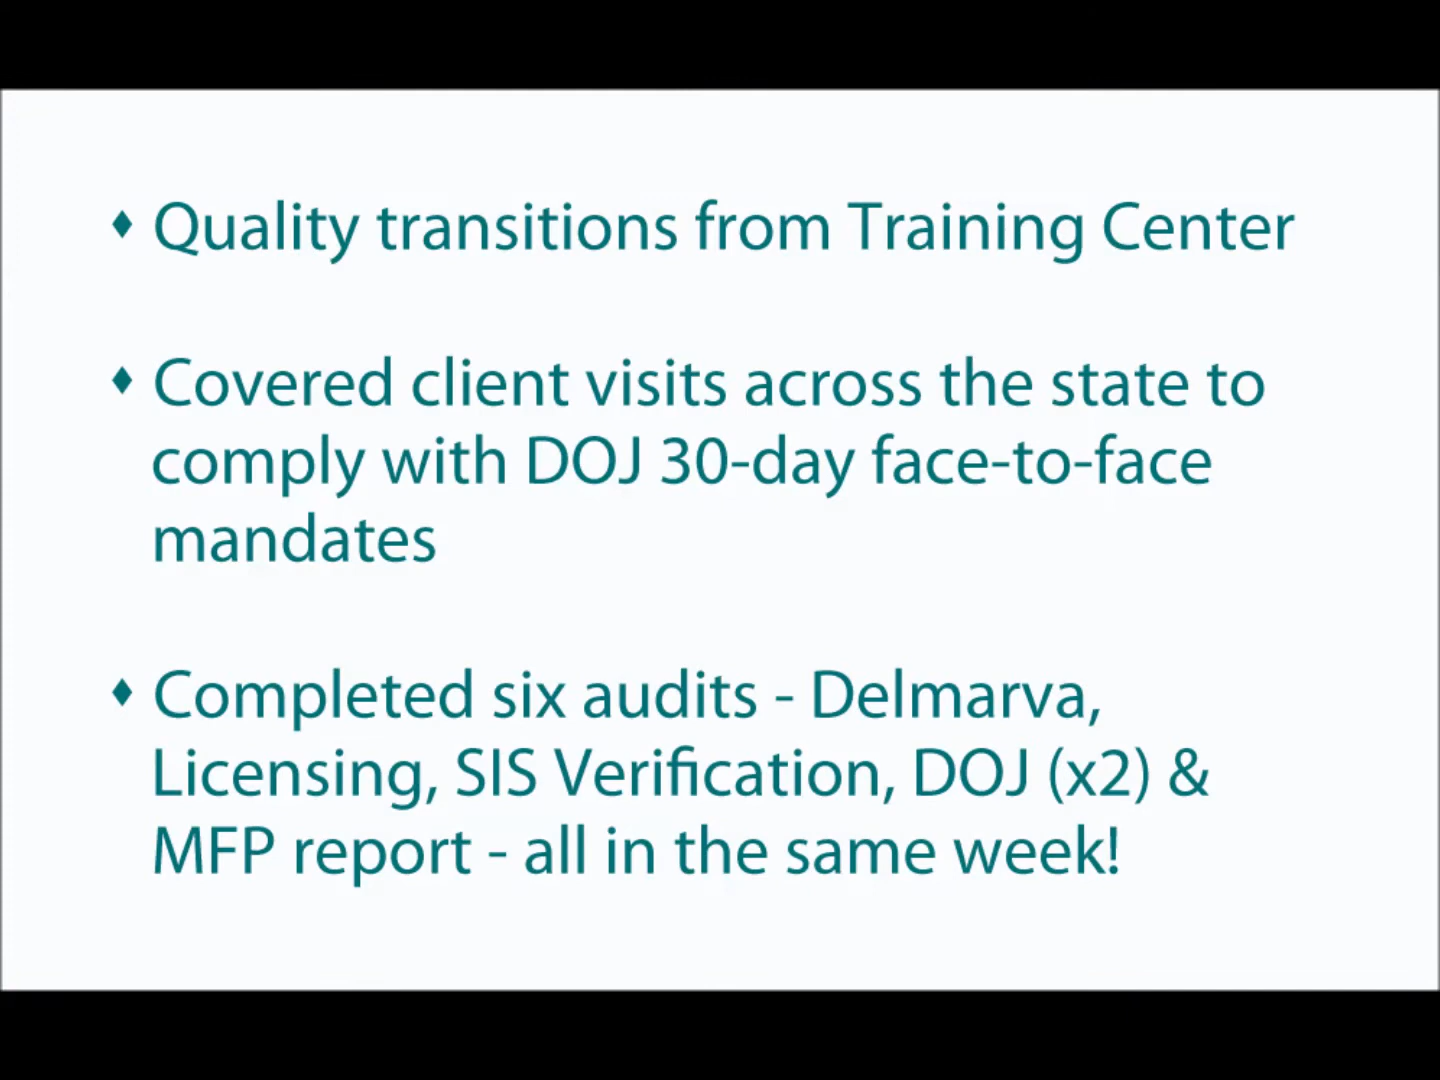 ♦ Quality transitions from Training Center
♦ Covered client visits across the state to
comply with DOJ 30-day face-to-face
mandates
♦ Completed six audits - Delmarva,
Licensing, SIS Verification, DOJ (x2) &
MFP report - all in the same week!